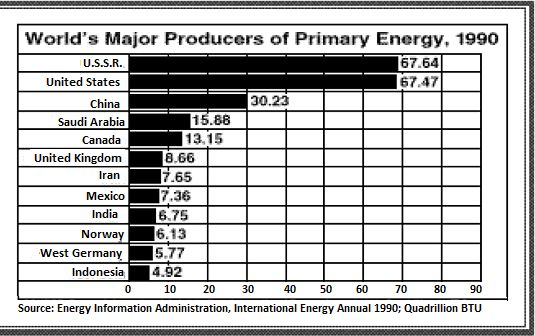 World's Major Producers of Primary Energy, 1990
U.S.S.R. 67.64
United States 67.47
China 30.23
Saudi Arabia 15.88
Canada 13.15
United Kingdom 8.66
Iran 7.65
Mexico 7.36
India 6.75
Norway 6.13
West Germany 5.77
Indonesia 4.92
0 10 20 30 40 50 60 70 80 90
Source: Energy Information Administration, International Energy Annual 1990; Quadrillion BTU